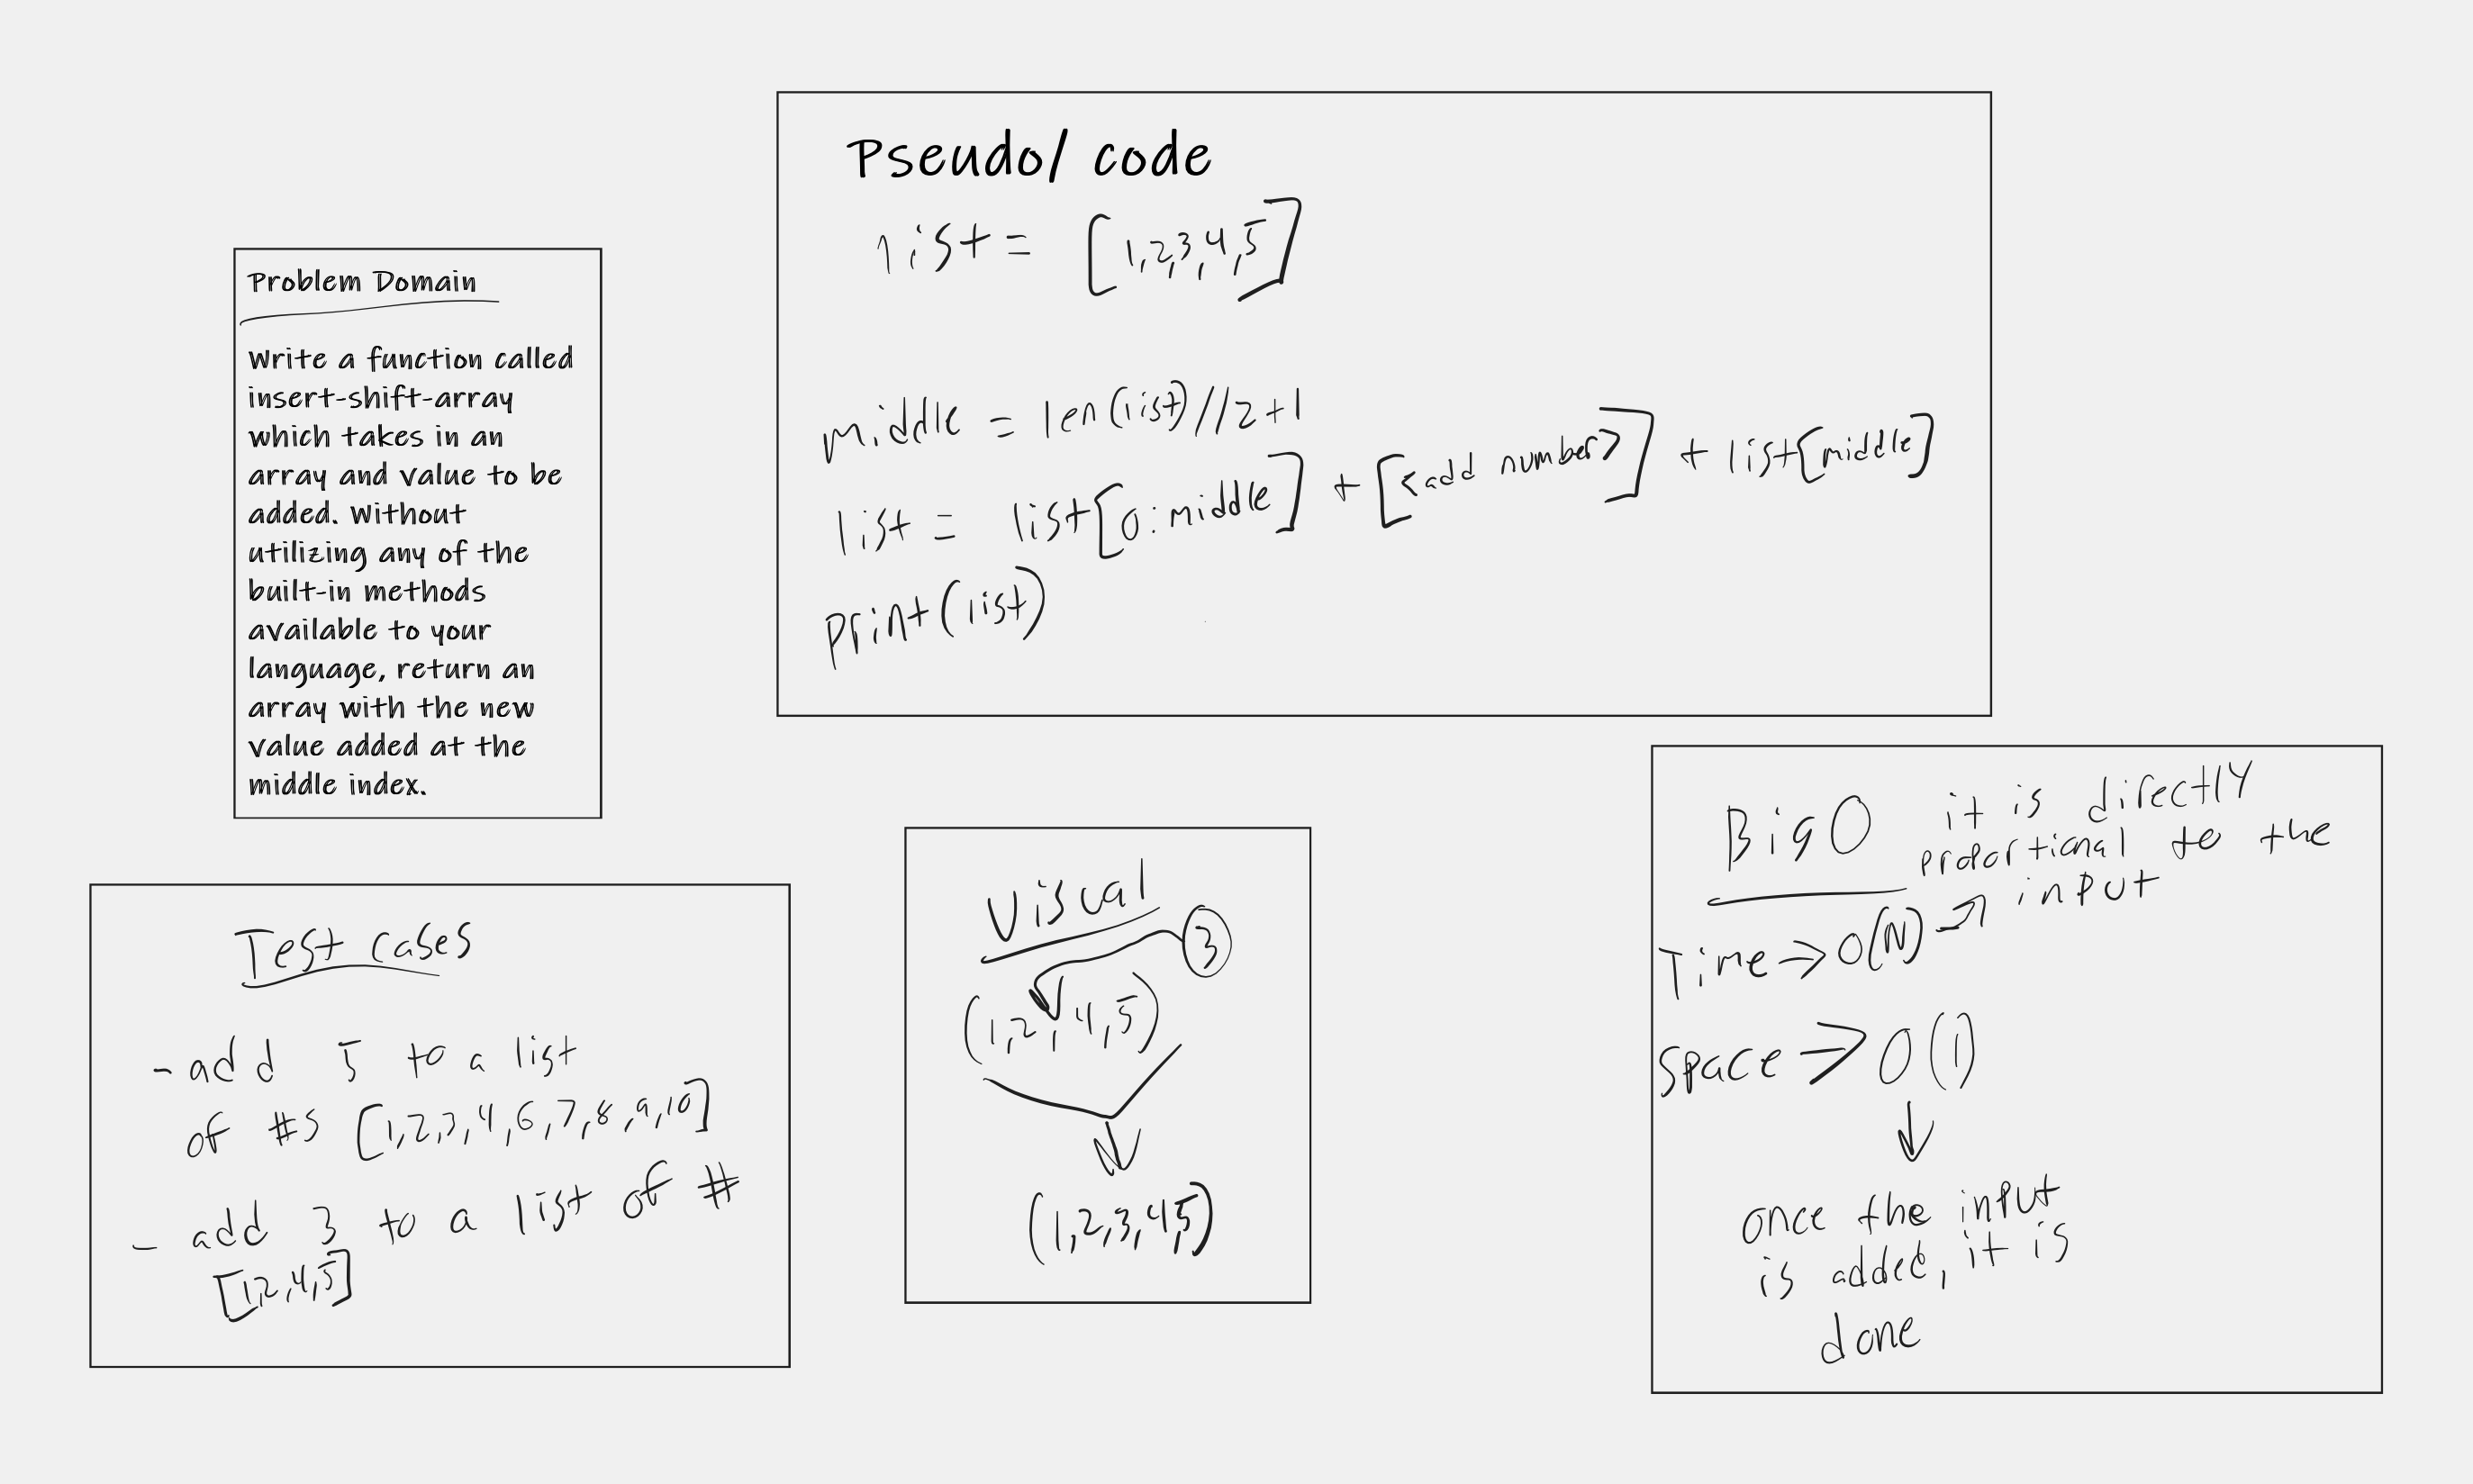 Problem Domain
Write a function called
insert-shift-array
which takes in an
array and value to be
added. Without
utilizing any of the
built-in methods
available to your
language, return an
array with the new
value added at the
middle index.
Pseudo/ code
list = [1,2,3,4,5]
middle = len(list)//2+1
list = list[0:middle] + [<add number>] + list[middle]
print(list)
Test cases
- add 5 to a list
of #s [1,2,3,4,6,7,8,9,10]
- add 3 to a list of #
[1,2,4,5]
Visual
3
(1,2,4,5)
(1,2,3,4,5)
Big O
it is directly
proportional to the
input
Time → O(N)
Space → O(1)
once the input
is added, it is
done